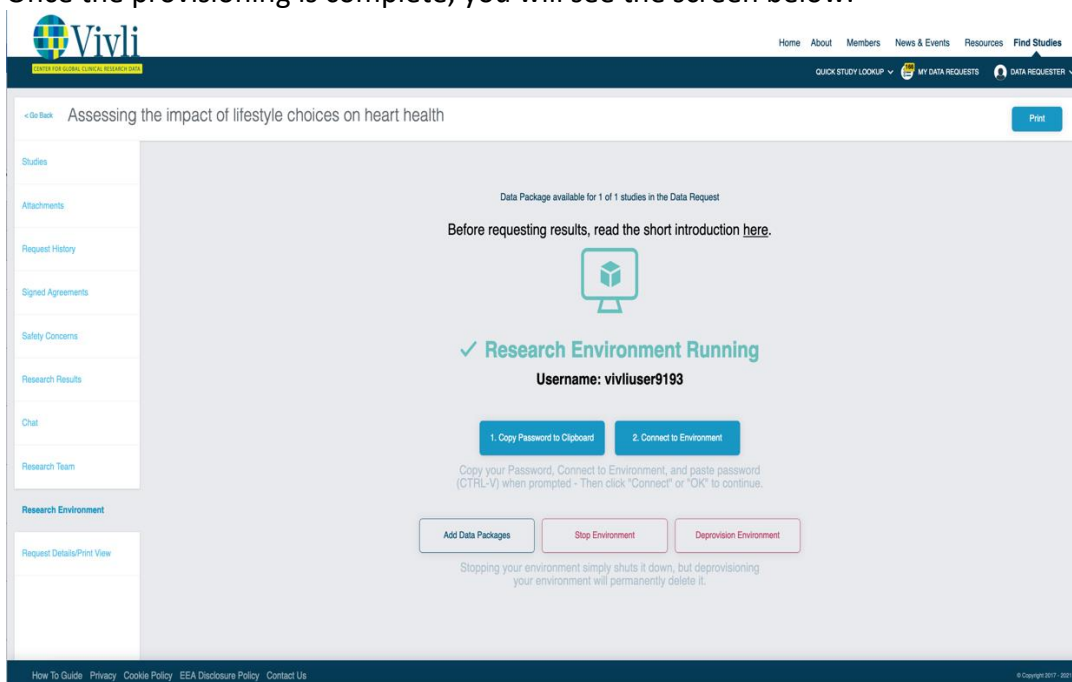 Once the provisioning is complete, you will see the screen below:
Vivli
CENTER FOR GLOBAL CLINICAL RESEARCH DATA
Home About Members News & Events Resources Find Studies
QUICK STUDY LOOKUP MY DATA REQUESTS DATA REQUESTER
< Go Back Assessing the impact of lifestyle choices on heart health Print
Studies
Attachments
Request History
Signed Agreements
Safety Concerns
Research Results
Chat
Research Team
Research Environment
Request Details/Print View
Data Package available for 1 of 1 studies in the Data Request
Before requesting results, read the short introduction here.
✓ Research Environment Running
Username: vivliuser9193
1. Copy Password to Clipboard 2. Connect to Environment
Copy your Password, Connect to Environment, and paste password
(CTRL-V) when prompted - Then click "Connect" or "OK" to continue.
Add Data Packages Stop Environment Deprovision Environment
Stopping your environment simply shuts it down, but deprovisioning
your environment will permanently delete it.
How To Guide Privacy Cookie Policy EEA Disclosure Policy Contact Us
© Copyright 2017 - 2021